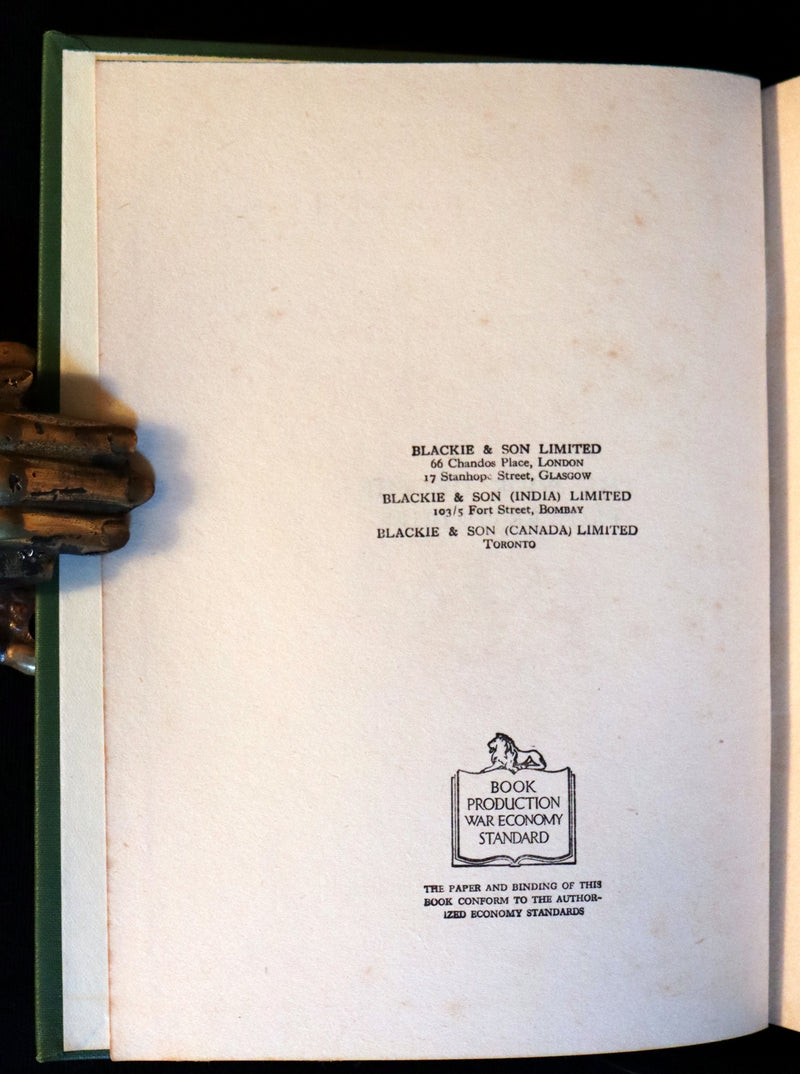 BLACKIE & SON LIMITED
66 Chandos Place, LONDON
17 Stanhope Street, GLASGOW
BLACKIE & SON (INDIA) LIMITED
103/5 Fort Street, BOMBAY
BLACKIE & SON (CANADA) LIMITED
TORONTO
BOOK
PRODUCTION
WAR ECONOMY
STANDARD
THE PAPER AND BINDING OF THIS
BOOK CONFORM TO THE AUTHOR-
IZED ECONOMY STANDARDS